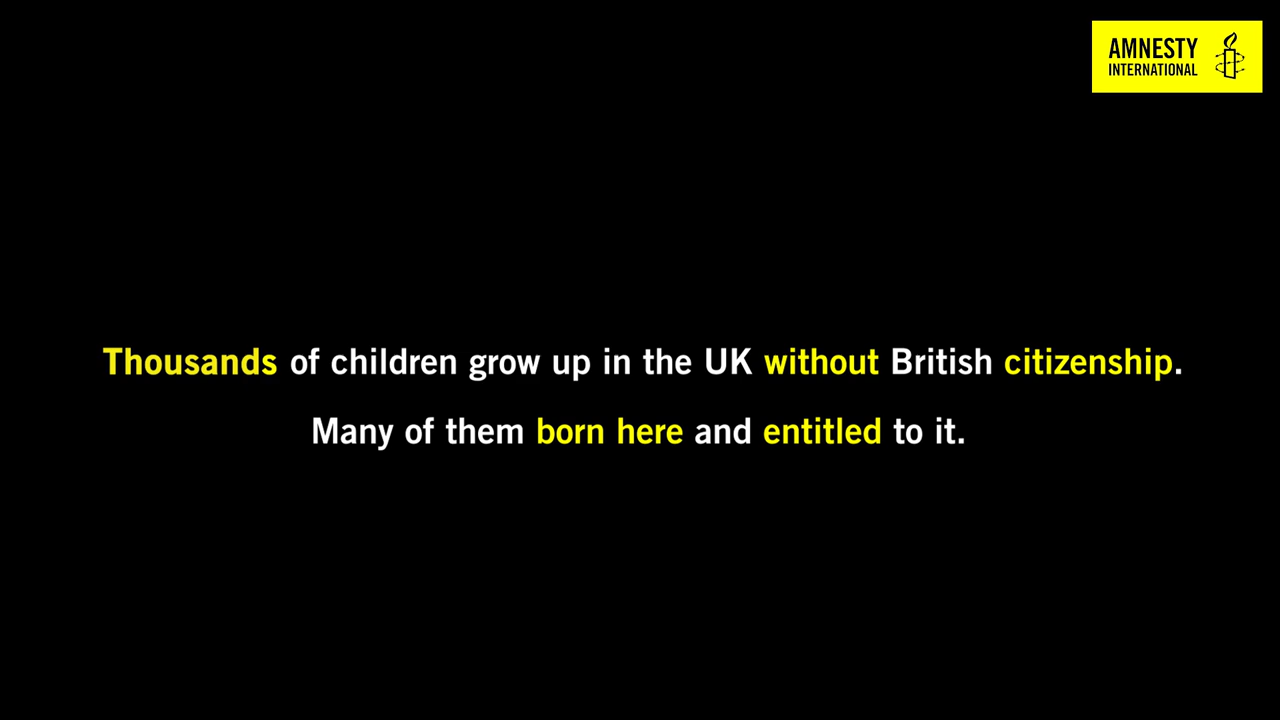 AMNESTY
INTERNATIONAL
Thousands of children grow up in the UK without British citizenship.
Many of them born here and entitled to it.